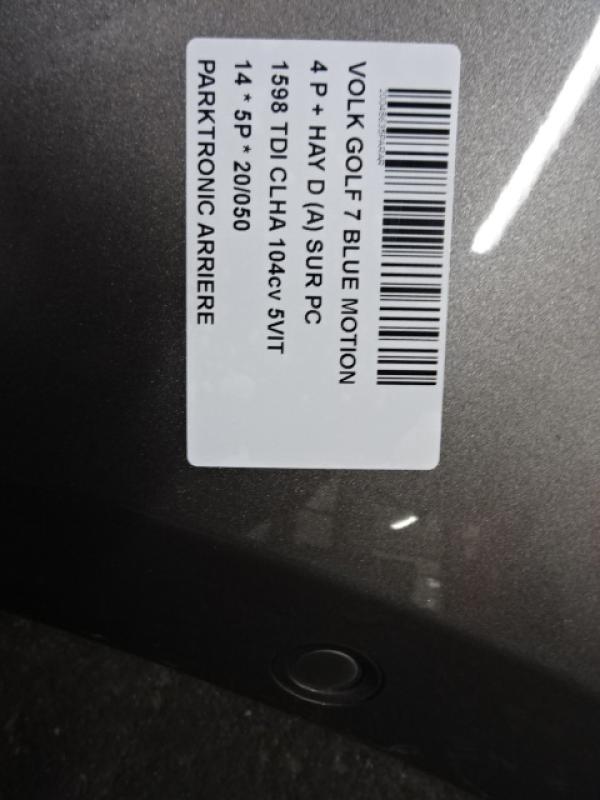 VOLK GOLF 7 BLUE MOTION
4 P + HAY D (A) SUR PC
1598 TDI CLHA 104cv 5VIT
14 * 5P * 20/050
PARKTRONIC ARRIERE